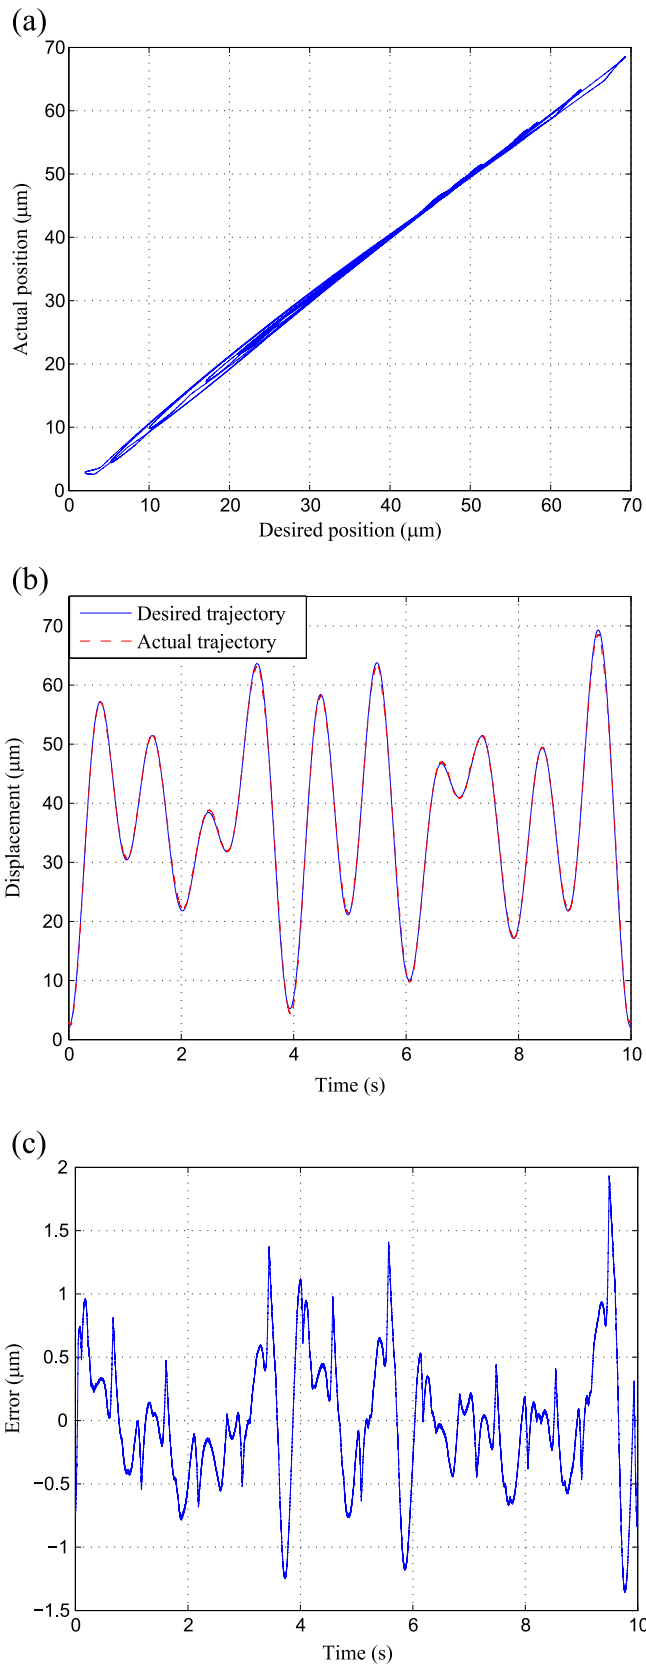 (a)
70
60
50
40
30
20
10
0
Actual position (μm)
0 10 20 30 40 50 60 70
Desired position (μm)
(b)
70
60
50
40
30
20
10
0
Displacement (μm)
Desired trajectory
Actual trajectory
0 2 4 6 8 10
Time (s)
(c)
2
1.5
1
0.5
0
−0.5
−1
−1.5
Error (μm)
0 2 4 6 8 10
Time (s)